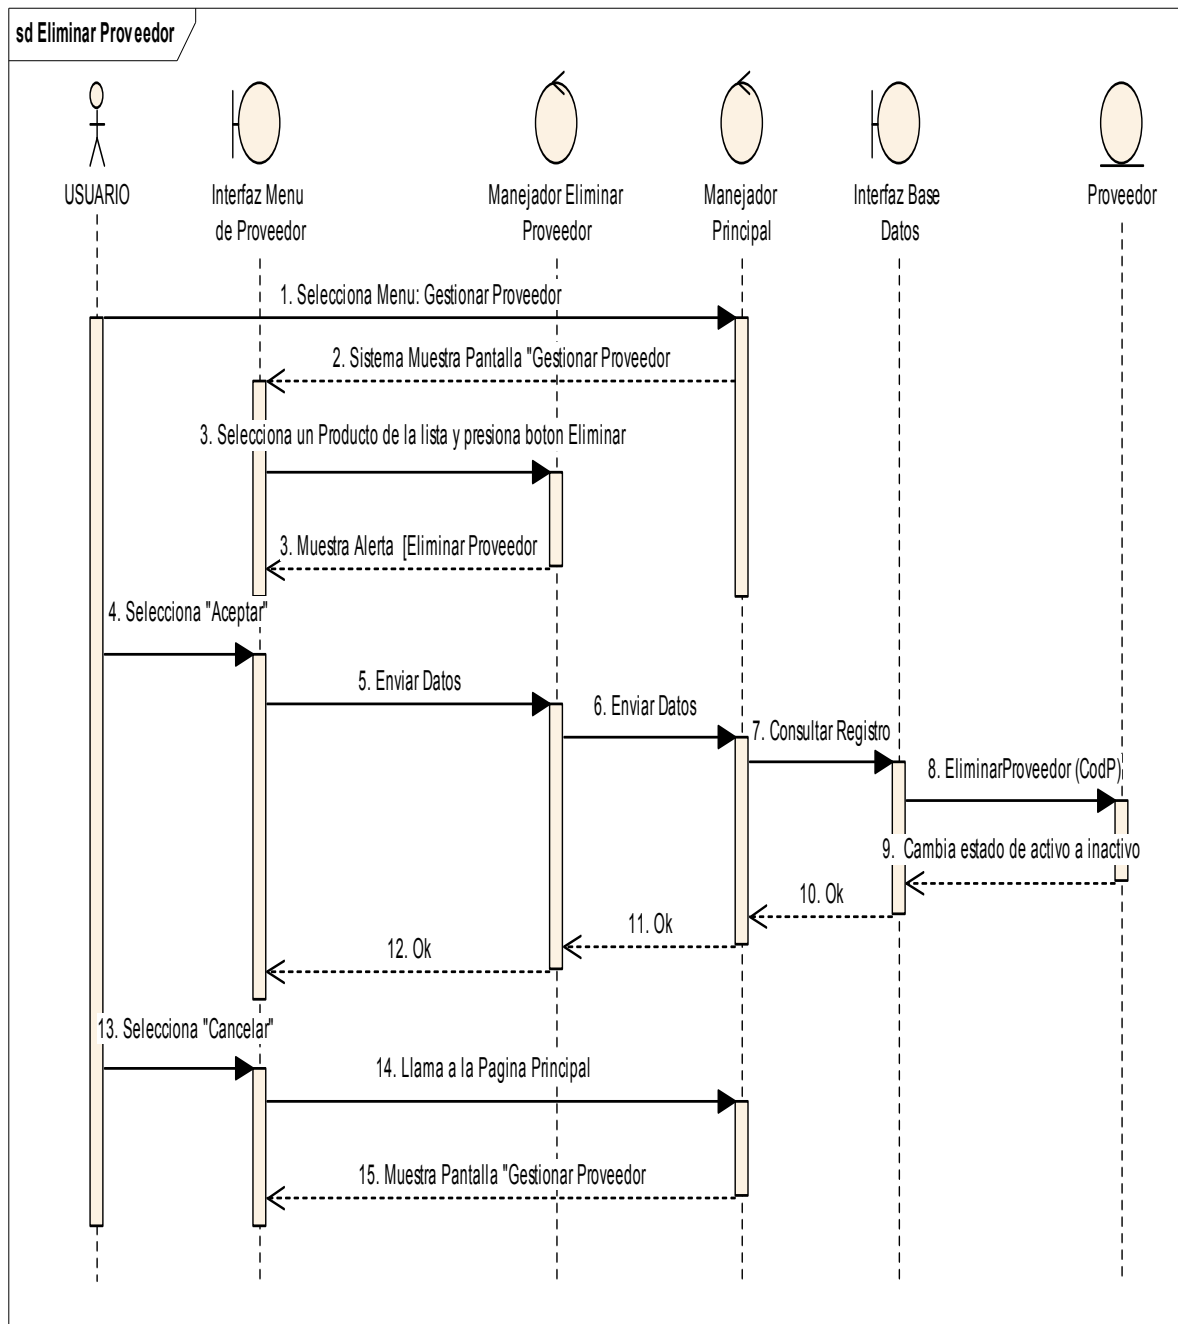 sd Eliminar Proveedor
USUARIO
Interfaz Menu
de Proveedor
Manejador Eliminar
Proveedor
Manejador
Principal
Interfaz Base
Datos
Proveedor
1. Selecciona Menu: Gestionar Proveedor
2. Sistema Muestra Pantalla "Gestionar Proveedor
3. Selecciona un Producto de la lista y presiona boton Eliminar
3. Muestra Alerta [Eliminar Proveedor
4. Selecciona "Aceptar"
5. Enviar Datos
6. Enviar Datos
7. Consultar Registro
8. EliminarProveedor (CodP)
9. Cambia estado de activo a inactivo
10. Ok
11. Ok
12. Ok
13. Selecciona "Cancelar"
14. Llama a la Pagina Principal
15. Muestra Pantalla "Gestionar Proveedor